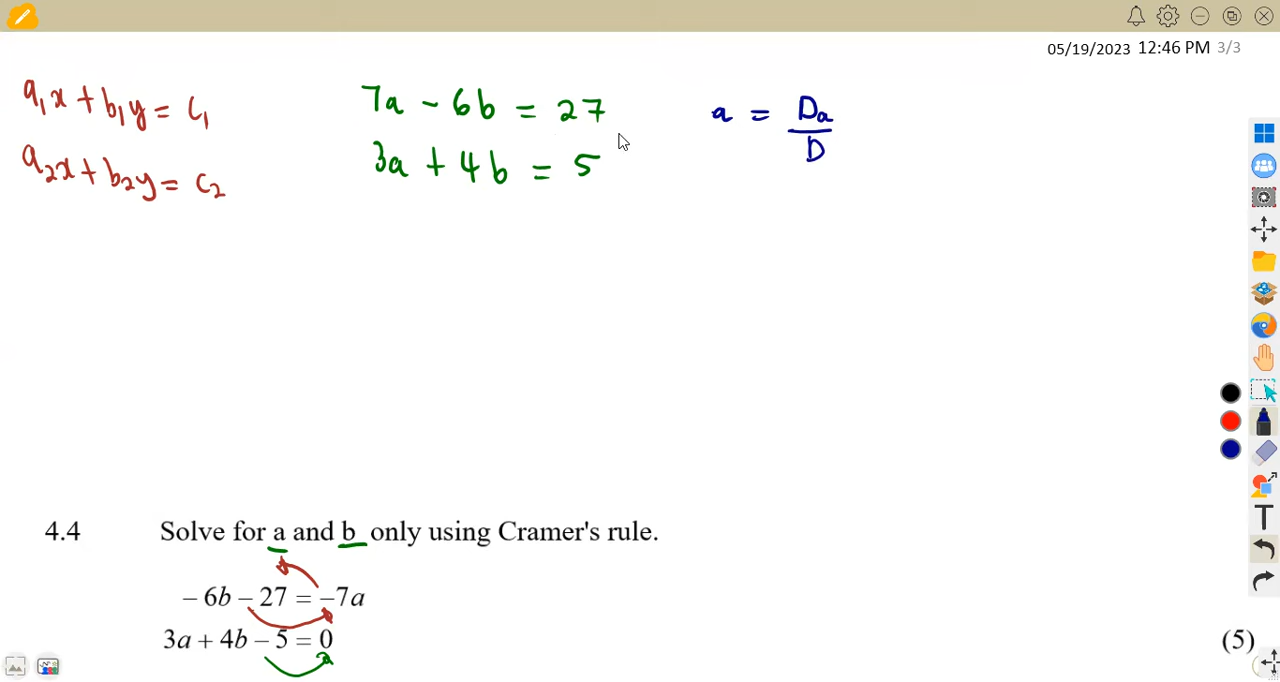 05/19/2023 12:46 PM 3/3
a₁x + b₁y = c₁
a₂x + b₂y = c₂
7a - 6b = 27
3a + 4b = 5
a = Da/D
4.4 Solve for a and b only using Cramer's rule.
– 6b – 27 = –7a
3a + 4b – 5 = 0
(5)
T